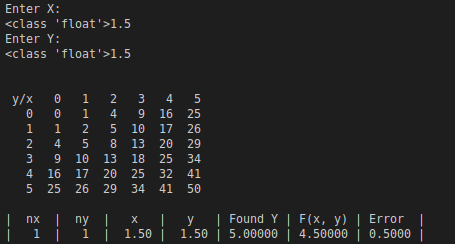 Enter X:
<class 'float'>1.5
Enter Y:
<class 'float'>1.5
y/x 0 1 2 3 4 5
0 0 1 4 9 16 25
1 1 2 5 10 17 26
2 4 5 8 13 20 29
3 9 10 13 18 25 34
4 16 17 20 25 32 41
5 25 26 29 34 41 50
| nx | ny | x | y | Found Y | F(x, y) | Error |
| 1 | 1 | 1.50 | 1.50 | 5.00000 | 4.50000 | 0.5000 |